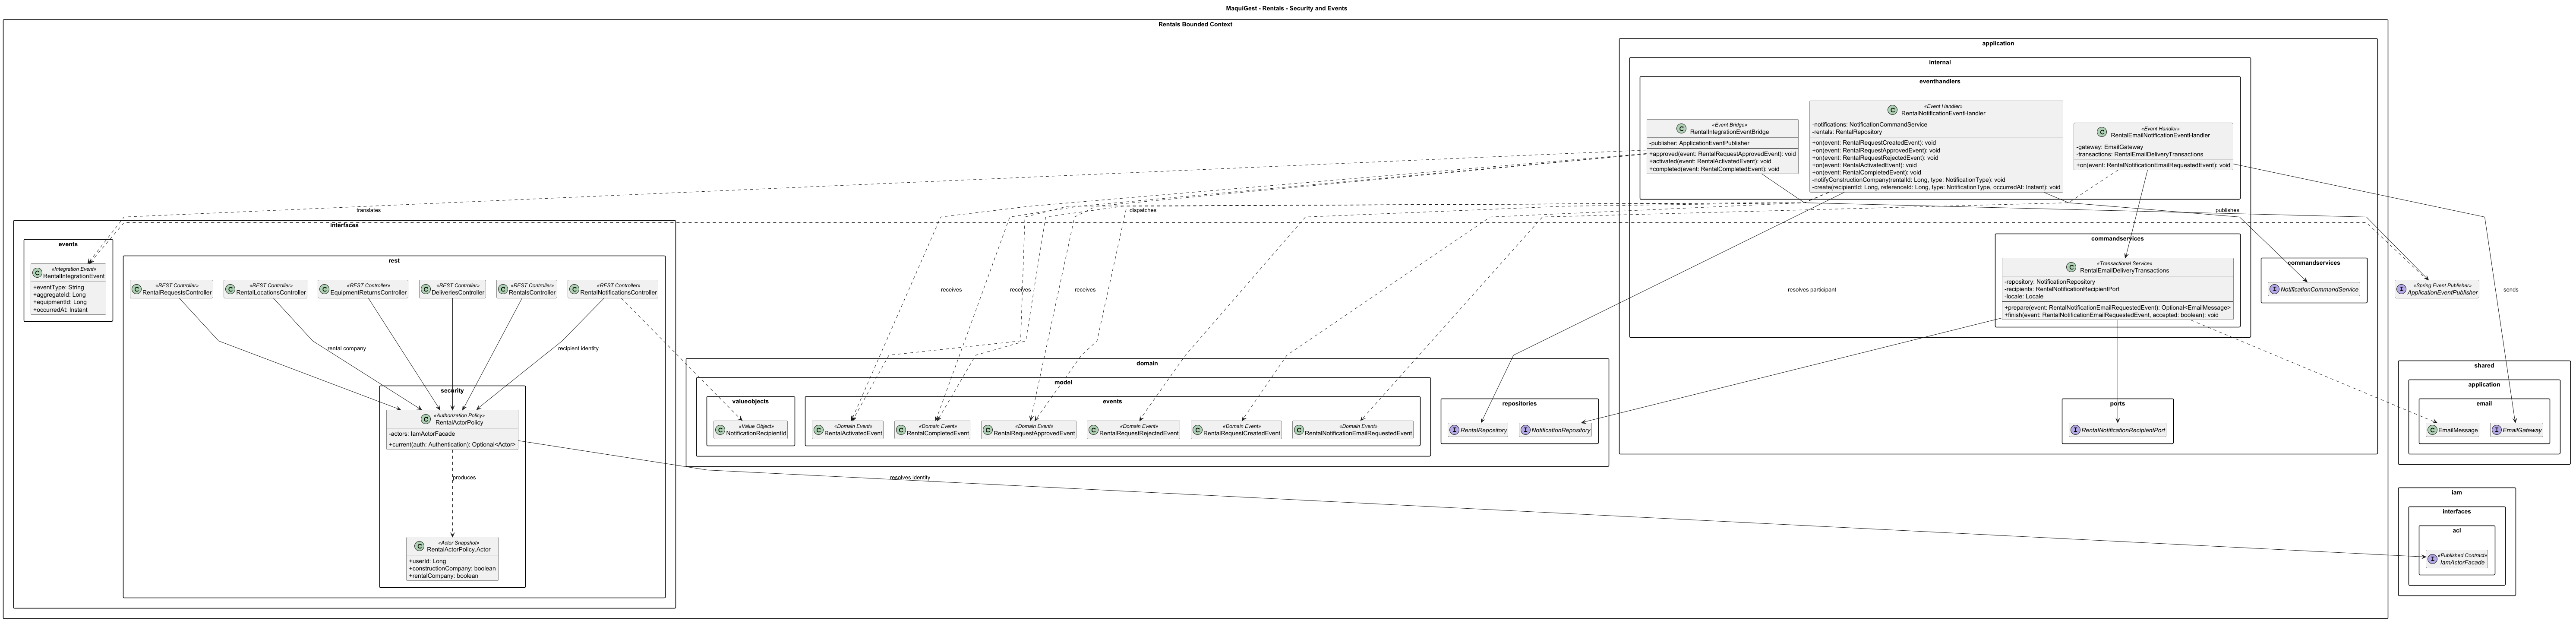 MaquiGest - Rentals - Security and Events
Rentals Bounded Context
application
internal
eventhandlers
«Event Bridge»
RentalIntegrationEventBridge
-publisher: ApplicationEventPublisher
+approved(event: RentalRequestApprovedEvent): void
+activated(event: RentalActivatedEvent): void
+completed(event: RentalCompletedEvent): void
«Event Handler»
RentalNotificationEventHandler
-notifications: NotificationCommandService
-rentals: RentalRepository
+on(event: RentalRequestCreatedEvent): void
+on(event: RentalRequestApprovedEvent): void
+on(event: RentalRequestRejectedEvent): void
+on(event: RentalActivatedEvent): void
+on(event: RentalCompletedEvent): void
-notifyConstructionCompany(rentalId: Long, type: NotificationType): void
-create(recipientId: Long, referenceId: Long, type: NotificationType, occurredAt: Instant): void
«Event Handler»
RentalEmailNotificationEventHandler
-gateway: EmailGateway
-transactions: RentalEmailDeliveryTransactions
+on(event: RentalNotificationEmailRequestedEvent): void
translates
dispatches
publishes
interfaces
events
«Integration Event»
RentalIntegrationEvent
+eventType: String
+aggregateId: Long
+equipmentId: Long
+occurredAt: Instant
rest
«REST Controller»
RentalRequestsController
«REST Controller»
RentalLocationsController
«REST Controller»
EquipmentReturnsController
«REST Controller»
DeliveriesController
«REST Controller»
RentalsController
«REST Controller»
RentalNotificationsController
commandservices
«Transactional Service»
RentalEmailDeliveryTransactions
-repository: NotificationRepository
-recipients: RentalNotificationRecipientPort
-locale: Locale
+prepare(event: RentalNotificationEmailRequestedEvent): Optional<EmailMessage>
+finish(event: RentalNotificationEmailRequestedEvent, accepted: boolean): void
commandservices
NotificationCommandService
«Spring Event Publisher»
ApplicationEventPublisher
receives
receives
receives
resolves participant
sends
rental company
recipient identity
security
«Authorization Policy»
RentalActorPolicy
-actors: IamActorFacade
+current(auth: Authentication): Optional<Actor>
produces
«Actor Snapshot»
RentalActorPolicy.Actor
+userId: Long
+constructionCompany: boolean
+rentalCompany: boolean
domain
model
valueobjects
«Value Object»
NotificationRecipientId
events
«Domain Event»
RentalActivatedEvent
«Domain Event»
RentalCompletedEvent
«Domain Event»
RentalRequestApprovedEvent
«Domain Event»
RentalRequestRejectedEvent
«Domain Event»
RentalRequestCreatedEvent
«Domain Event»
RentalNotificationEmailRequestedEvent
repositories
RentalRepository
NotificationRepository
ports
RentalNotificationRecipientPort
shared
application
email
EmailMessage
EmailGateway
resolves identity
iam
interfaces
acl
«Published Contract»
IamActorFacade